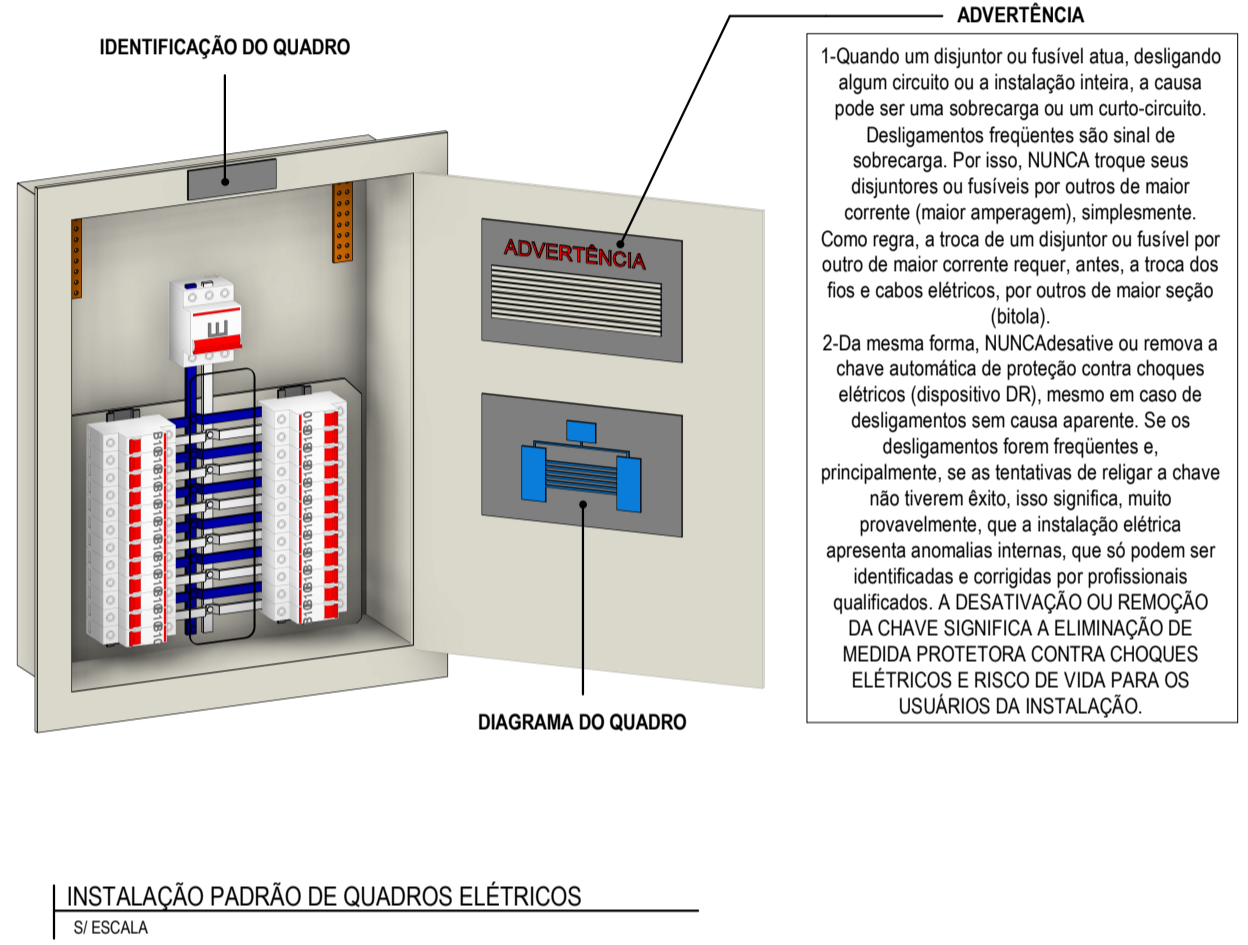 IDENTIFICAÇÃO DO QUADRO
ADVERTÊNCIA
1-Quando um disjuntor ou fusível atua, desligando
algum circuito ou a instalação inteira, a causa
pode ser uma sobrecarga ou um curto-circuito.
Desligamentos freqüentes são sinal de
sobrecarga. Por isso, NUNCA troque seus
disjuntores ou fusíveis por outros de maior
corrente (maior amperagem), simplesmente.
Como regra, a troca de um disjuntor ou fusível por
outro de maior corrente requer, antes, a troca dos
fios e cabos elétricos, por outros de maior seção
(bitola).
2-Da mesma forma, NUNCAdesative ou remova a
chave automática de proteção contra choques
elétricos (dispositivo DR), mesmo em caso de
desligamentos sem causa aparente. Se os
desligamentos forem freqüentes e,
principalmente, se as tentativas de religar a chave
não tiverem êxito, isso significa, muito
provavelmente, que a instalação elétrica
apresenta anomalias internas, que só podem ser
identificadas e corrigidas por profissionais
qualificados. A DESATIVAÇÃO OU REMOÇÃO
DA CHAVE SIGNIFICA A ELIMINAÇÃO DE
MEDIDA PROTETORA CONTRA CHOQUES
ELÉTRICOS E RISCO DE VIDA PARA OS
USUÁRIOS DA INSTALAÇÃO.
ADVERTÊNCIA
DIAGRAMA DO QUADRO
INSTALAÇÃO PADRÃO DE QUADROS ELÉTRICOS
S/ ESCALA